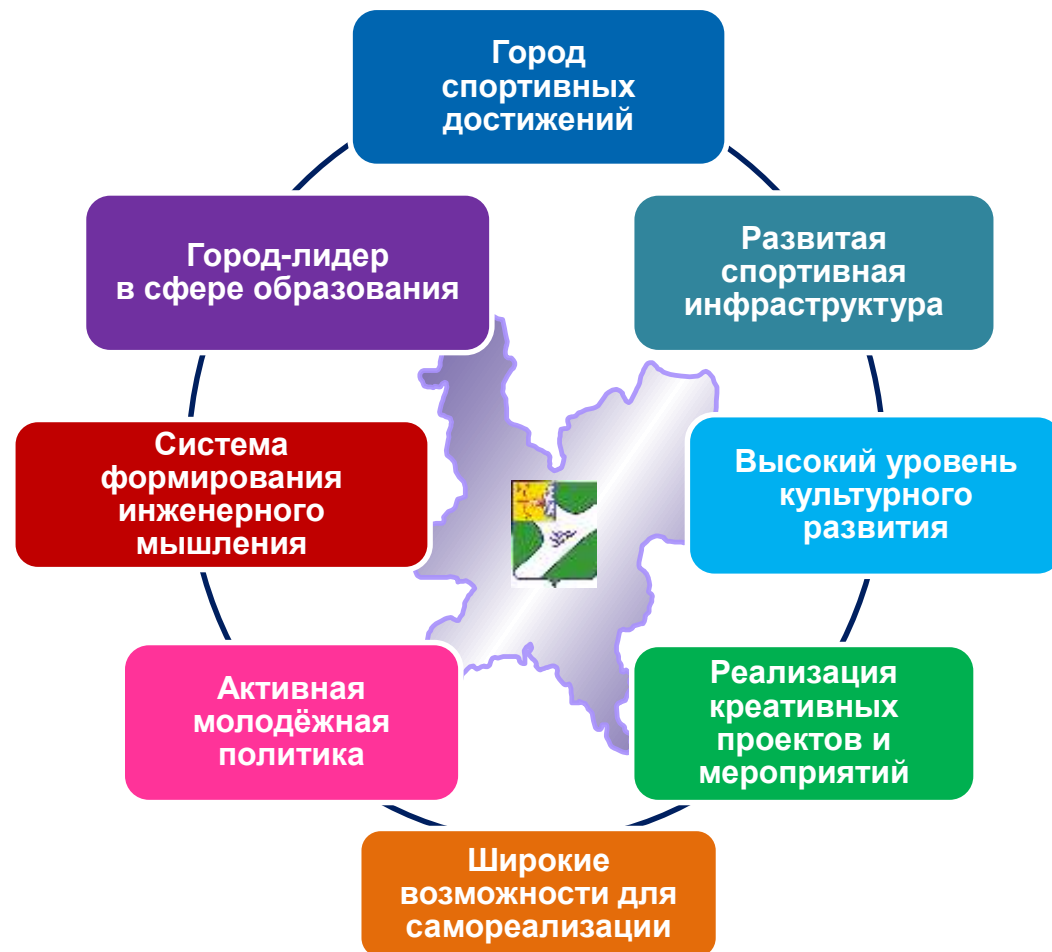 Город
спортивных
достижений
Город-лидер
в сфере образования
Развитая
спортивная
инфраструктура
Система
формирования
инженерного
мышления
Высокий уровень
культурного
развития
Активная
молодёжная
политика
Реализация
креативных
проектов и
мероприятий
Широкие
возможности для
самореализации